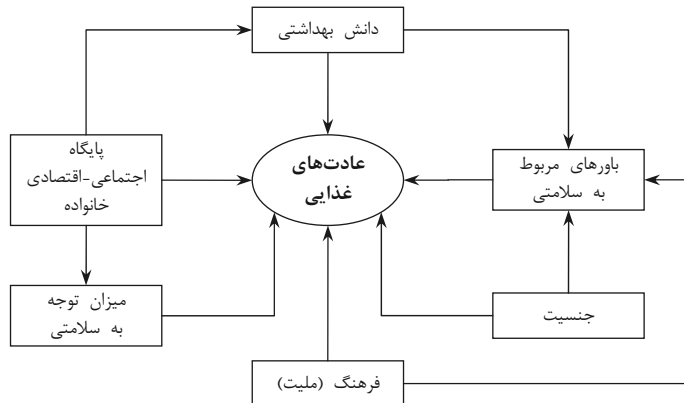 دانش بهداشتی
پایگاه
اجتماعی-اقتصادی
خانواده
عادت‌های
غذایی
باورهای مربوط
به سلامتی
میزان توجه
به سلامتی
جنسیت
فرهنگ (ملیت)